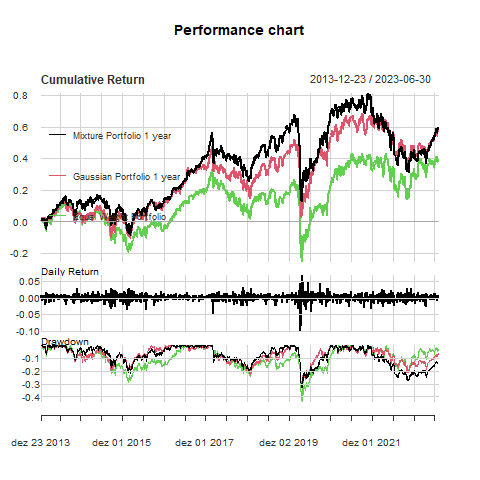 Performance chart
Cumulative Return
2013-12-23 / 2023-06-30
0.8
0.6
0.4
0.2
0.0
-0.2
Mixture Portfolio 1 year
Gaussian Portfolio 1 year
Portfolio
Daily Return
0.05
0.00
-0.05
-0.10
Drawdown
-0.1
-0.2
-0.3
-0.4
dez 23 2013
dez 01 2015
dez 01 2017
dez 02 2019
dez 01 2021